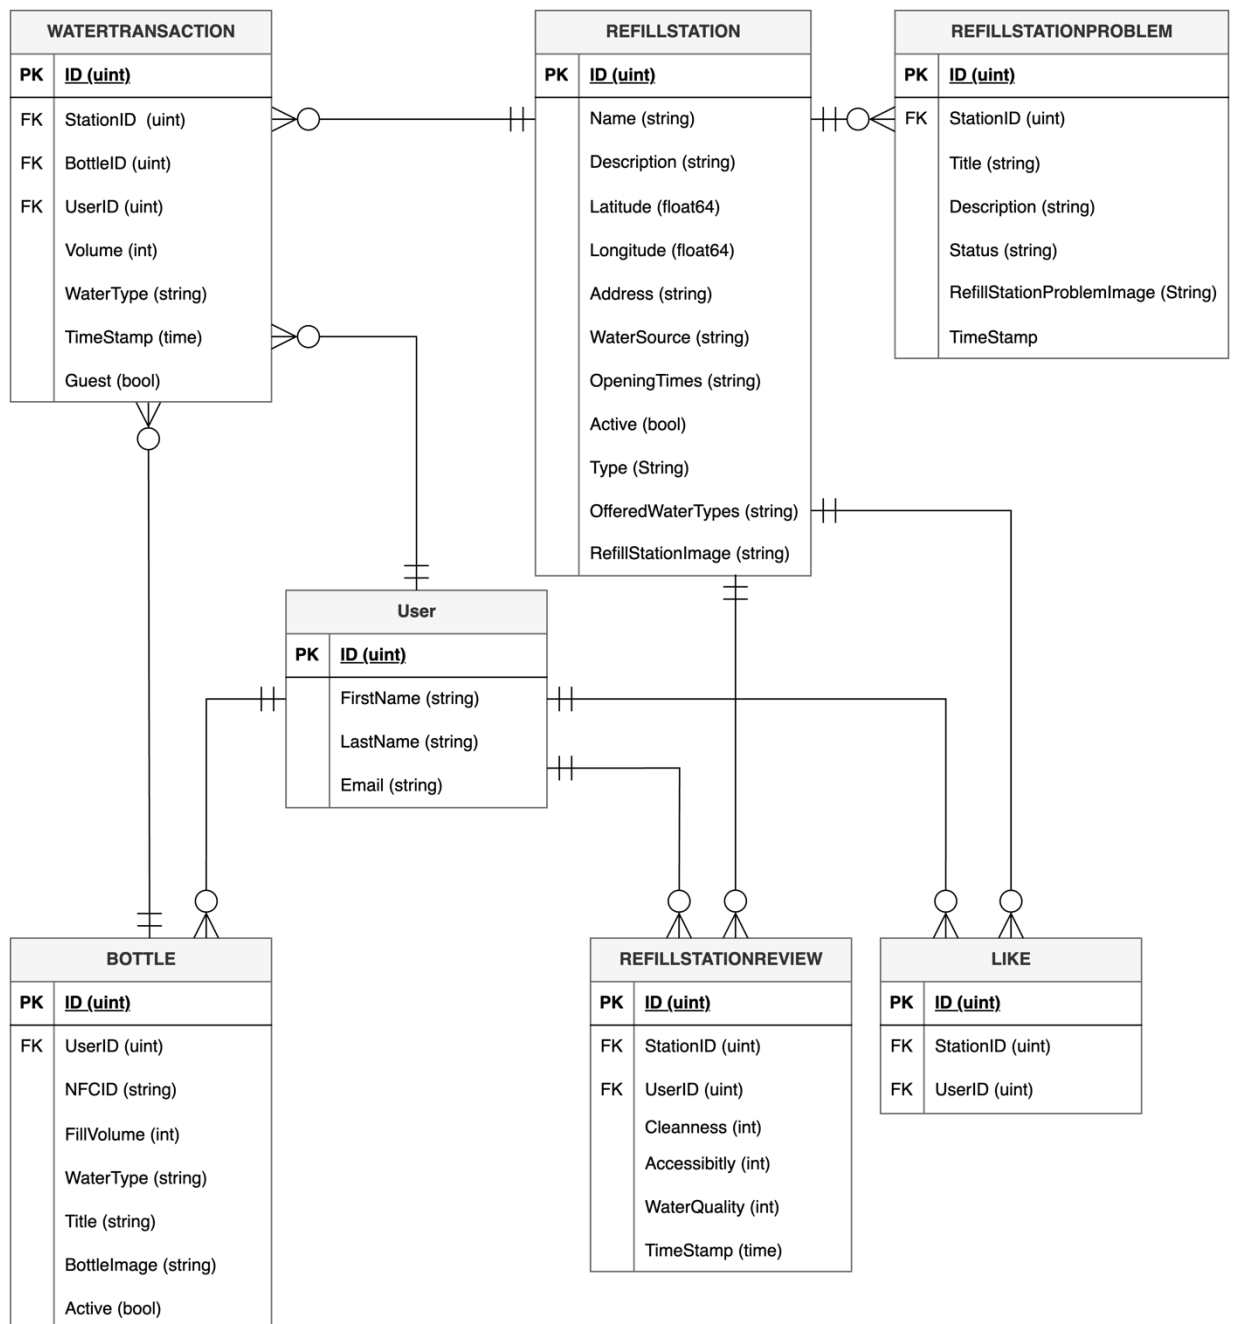 WATERTRANSACTION
PK ID (uint)
FK StationID (uint)
FK BottleID (uint)
FK UserID (uint)
Volume (int)
WaterType (string)
TimeStamp (time)
Guest (bool)
REFILLSTATION
PK ID (uint)
Name (string)
Description (string)
Latitude (float64)
Longitude (float64)
Address (string)
WaterSource (string)
OpeningTimes (string)
Active (bool)
Type (String)
OfferedWaterTypes (string)
RefillStationImage (string)
REFILLSTATIONPROBLEM
PK ID (uint)
FK StationID (uint)
Title (string)
Description (string)
Status (string)
RefillStationProblemImage (String)
TimeStamp
User
PK ID (uint)
FirstName (string)
LastName (string)
Email (string)
BOTTLE
PK ID (uint)
FK UserID (uint)
NFCID (string)
FillVolume (int)
WaterType (string)
Title (string)
BottleImage (string)
Active (bool)
REFILLSTATIONREVIEW
PK ID (uint)
FK StationID (uint)
FK UserID (uint)
Cleanness (int)
Accessibitly (int)
WaterQuality (int)
TimeStamp (time)
LIKE
PK ID (uint)
FK StationID (uint)
FK UserID (uint)